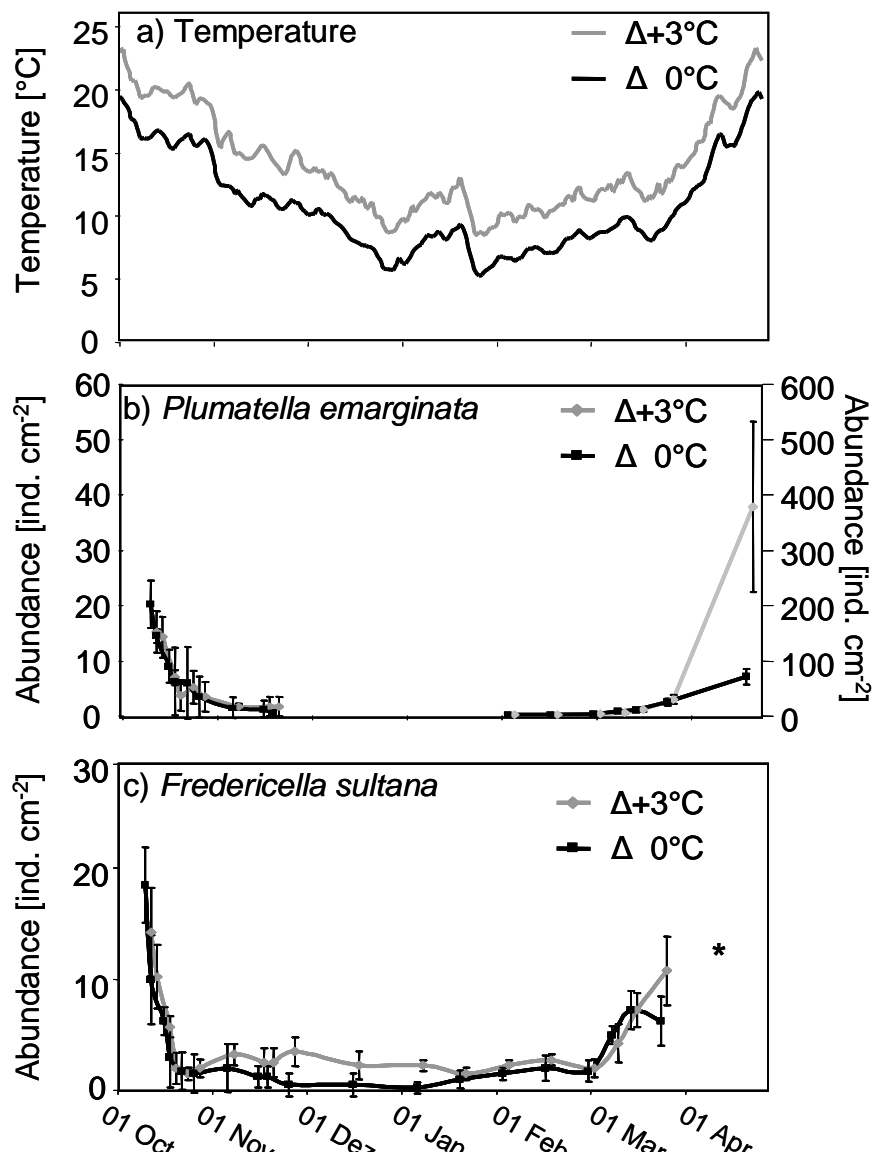 a) Temperature
Δ+3°C
Δ 0°C
Temperature [°C]
25
20
15
10
5
0
b) Plumatella emarginata
Δ+3°C
Δ 0°C
Abundance [ind. cm-2]
60
50
40
30
20
10
0
600
500
400
300
200
100
0
Abundance [ind. cm-2]
c) Fredericella sultana
Δ+3°C
Δ 0°C
Abundance [ind. cm-2]
30
20
10
0
*
01 Oct
01 Nov
01 Dez
01 Jan
01 Feb
01 Mar
01 Apr